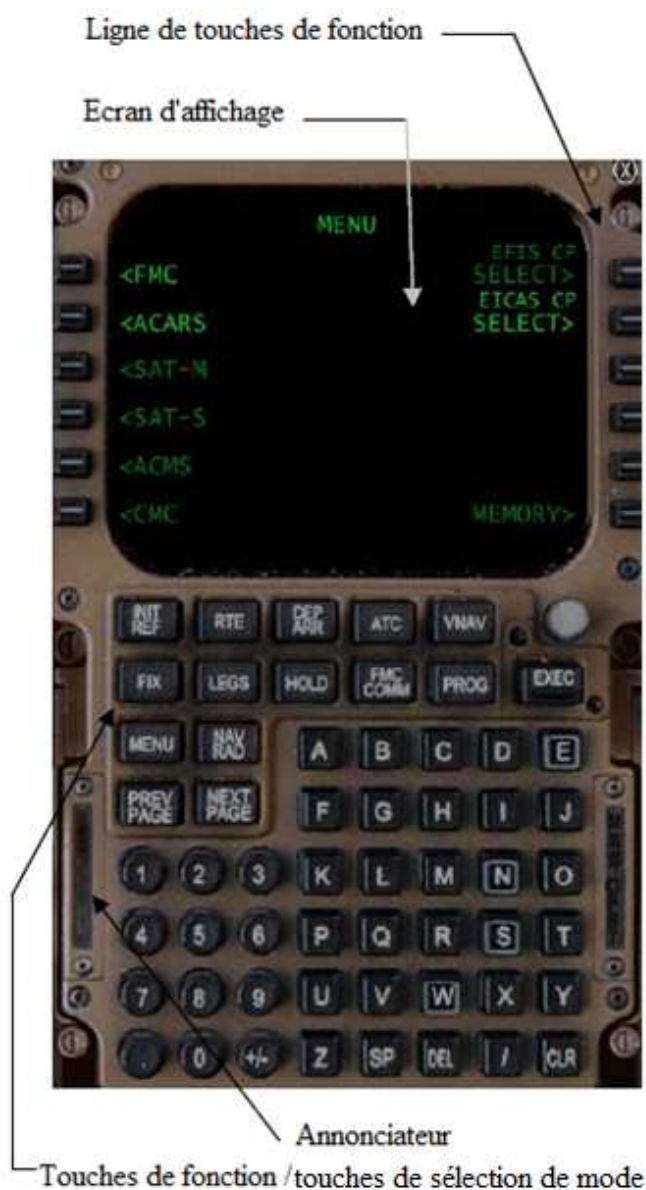 Ligne de touches de fonction
Ecran d'affichage
(X)
MENU
EFIS CP
<FMC SELECT>
EICAS CP
<ACARS SELECT>
<SAT-M
<SAT-S
<ACMS
<CMC MEMORY>
INIT REF RTE DEP ARR ATC VNAV
FIX LEGS HOLD FMC COMM PROG EXEC
MENU NAV RAD A B C D E
PREV PAGE NEXT PAGE F G H I J
1 2 3 K L M N O
4 5 6 P Q R S T
7 8 9 U V W X Y
. 0 +/- Z SP DEL / CLR
Annonciateur
Touches de fonction /touches de sélection de mode